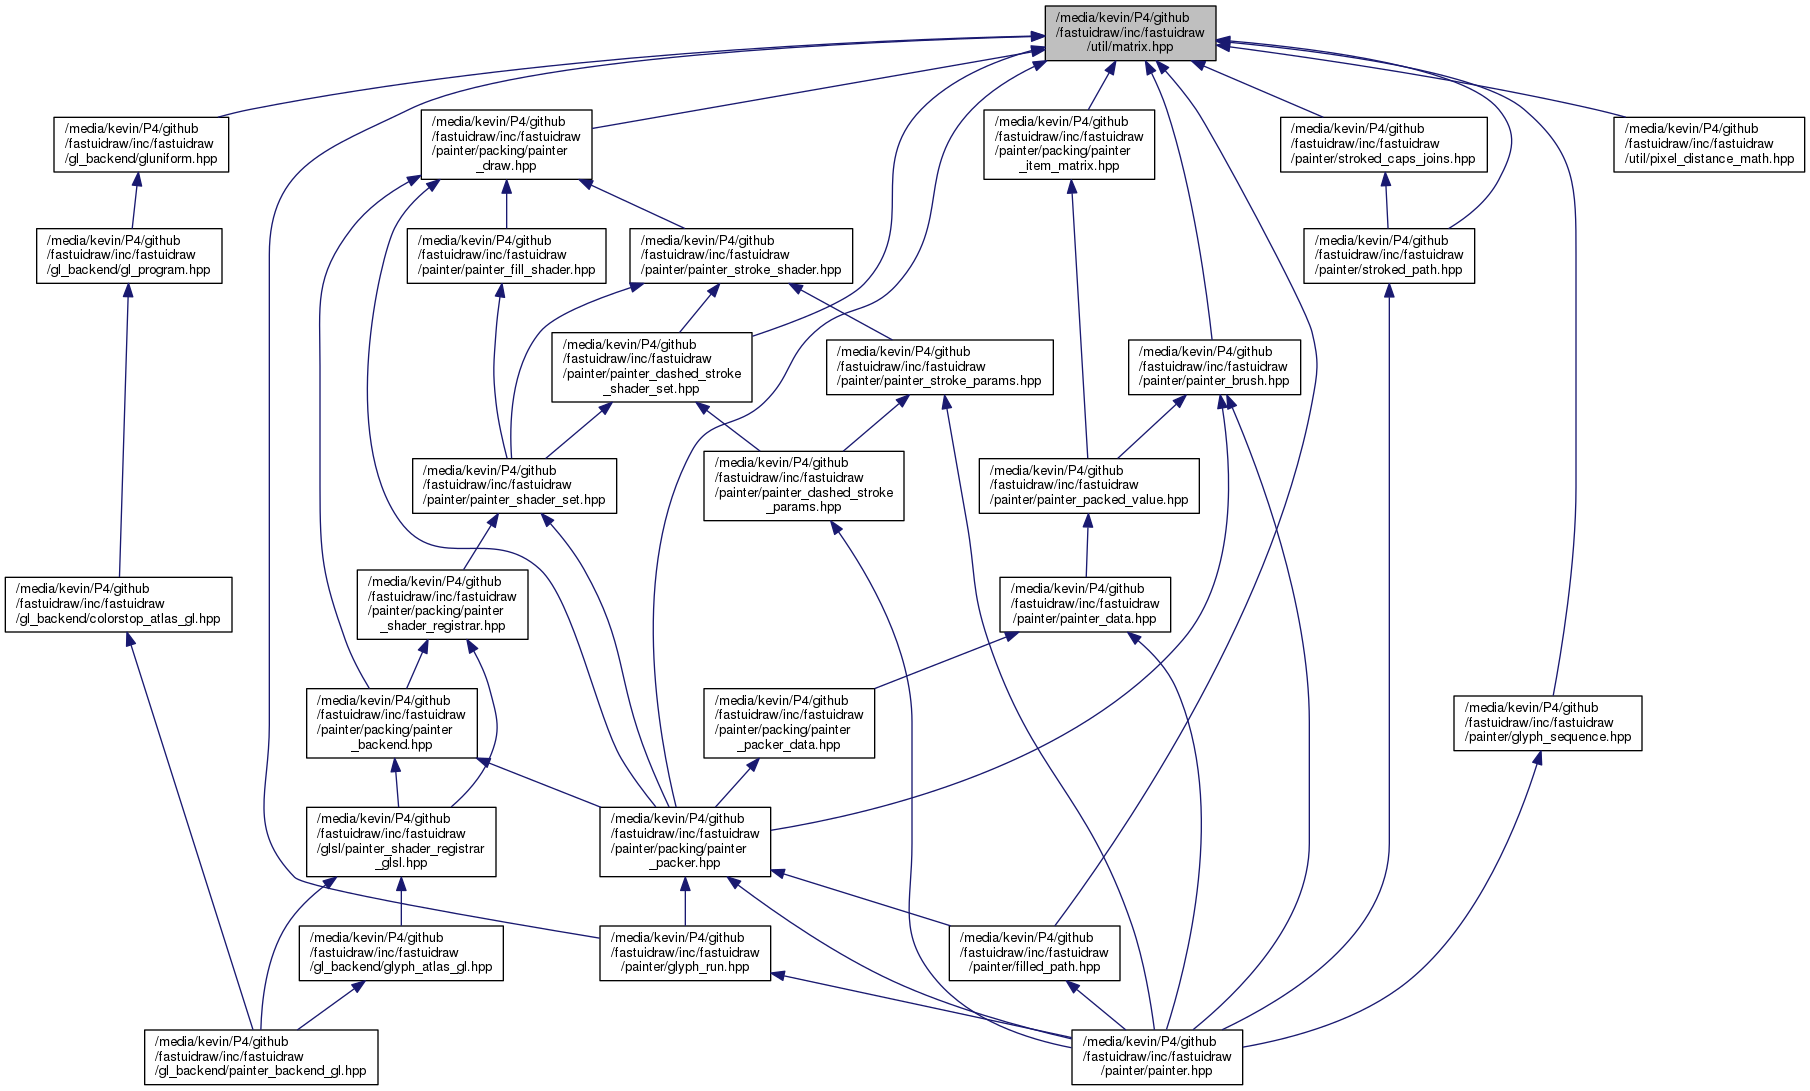 /media/kevin/P4/github
/fastuidraw/inc/fastuidraw
/util/matrix.hpp
/media/kevin/P4/github
/fastuidraw/inc/fastuidraw
/gl_backend/gluniform.hpp
/media/kevin/P4/github
/fastuidraw/inc/fastuidraw
/painter/packing/painter
_draw.hpp
/media/kevin/P4/github
/fastuidraw/inc/fastuidraw
/painter/packing/painter
_item_matrix.hpp
/media/kevin/P4/github
/fastuidraw/inc/fastuidraw
/painter/stroked_caps_joins.hpp
/media/kevin/P4/github
/fastuidraw/inc/fastuidraw
/util/pixel_distance_math.hpp
/media/kevin/P4/github
/fastuidraw/inc/fastuidraw
/gl_backend/gl_program.hpp
/media/kevin/P4/github
/fastuidraw/inc/fastuidraw
/painter/painter_fill_shader.hpp
/media/kevin/P4/github
/fastuidraw/inc/fastuidraw
/painter/painter_stroke_shader.hpp
/media/kevin/P4/github
/fastuidraw/inc/fastuidraw
/painter/stroked_path.hpp
/media/kevin/P4/github
/fastuidraw/inc/fastuidraw
/painter/painter_dashed_stroke
_shader_set.hpp
/media/kevin/P4/github
/fastuidraw/inc/fastuidraw
/painter/painter_stroke_params.hpp
/media/kevin/P4/github
/fastuidraw/inc/fastuidraw
/painter/painter_brush.hpp
/media/kevin/P4/github
/fastuidraw/inc/fastuidraw
/painter/painter_shader_set.hpp
/media/kevin/P4/github
/fastuidraw/inc/fastuidraw
/painter/painter_dashed_stroke
_params.hpp
/media/kevin/P4/github
/fastuidraw/inc/fastuidraw
/painter/painter_packed_value.hpp
/media/kevin/P4/github
/fastuidraw/inc/fastuidraw
/gl_backend/colorstop_atlas_gl.hpp
/media/kevin/P4/github
/fastuidraw/inc/fastuidraw
/painter/packing/painter
_shader_registrar.hpp
/media/kevin/P4/github
/fastuidraw/inc/fastuidraw
/painter/painter_data.hpp
/media/kevin/P4/github
/fastuidraw/inc/fastuidraw
/painter/packing/painter
_backend.hpp
/media/kevin/P4/github
/fastuidraw/inc/fastuidraw
/painter/packing/painter
_packer_data.hpp
/media/kevin/P4/github
/fastuidraw/inc/fastuidraw
/painter/glyph_sequence.hpp
/media/kevin/P4/github
/fastuidraw/inc/fastuidraw
/glsl/painter_shader_registrar
_glsl.hpp
/media/kevin/P4/github
/fastuidraw/inc/fastuidraw
/painter/packing/painter
_packer.hpp
/media/kevin/P4/github
/fastuidraw/inc/fastuidraw
/gl_backend/glyph_atlas_gl.hpp
/media/kevin/P4/github
/fastuidraw/inc/fastuidraw
/painter/glyph_run.hpp
/media/kevin/P4/github
/fastuidraw/inc/fastuidraw
/painter/filled_path.hpp
/media/kevin/P4/github
/fastuidraw/inc/fastuidraw
/gl_backend/painter_backend_gl.hpp
/media/kevin/P4/github
/fastuidraw/inc/fastuidraw
/painter/painter.hpp